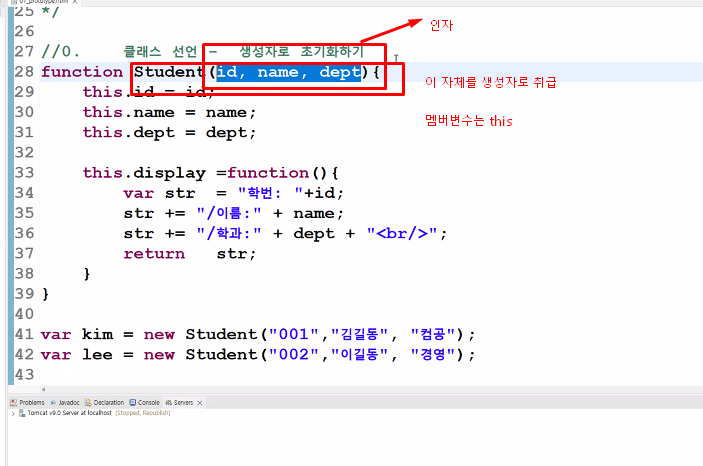 25 */
26
27 //0. 클래스 선언 - 생성자로 초기화하기
인자
28 function Student(id, name, dept){
이 자체를 생성자로 취급
29 this.id = id;
30 this.name = name;
멤버변수는 this
31 this.dept = dept;
32
33 this.display =function(){
34 var str = "학번: "+id;
35 str += "/이름:" + name;
36 str += "/학과:" + dept + "<br/>";
37 return str;
38 }
39 }
40
41 var kim = new Student("001","김길동", "컴공");
42 var lee = new Student("002","이길동", "경영");
43
Problems Javadoc Declaration Console Servers
Tomcat v9.0 Server at localhost [Stopped, Republish]